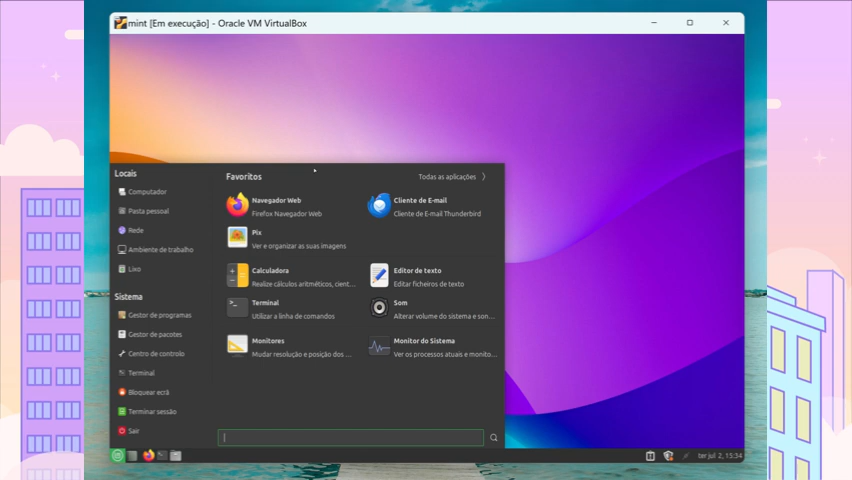 mint [Em execução] - Oracle VM VirtualBox
Locais
Computador
Pasta pessoal
Rede
Ambiente de trabalho
Lixo
Sistema
Gestor de programas
Gestor de pacotes
Centro de controlo
Terminal
Bloquear ecrã
Terminar sessão
Sair
Favoritos
Todas as aplicações
Navegador Web
Firefox Navegador Web
Cliente de E-mail
Cliente de E-mail Thunderbird
Pix
Ver e organizar as suas imagens
Calculadora
Realize cálculos aritméticos, cient...
Editor de texto
Editar ficheiros de texto
Terminal
Utilizar a linha de comandos
Som
Alterar volume do sistema e son...
Monitores
Mudar resolução e posição dos ...
Monitor do Sistema
Ver os processos atuais e monito...
ter jul 2, 15:34